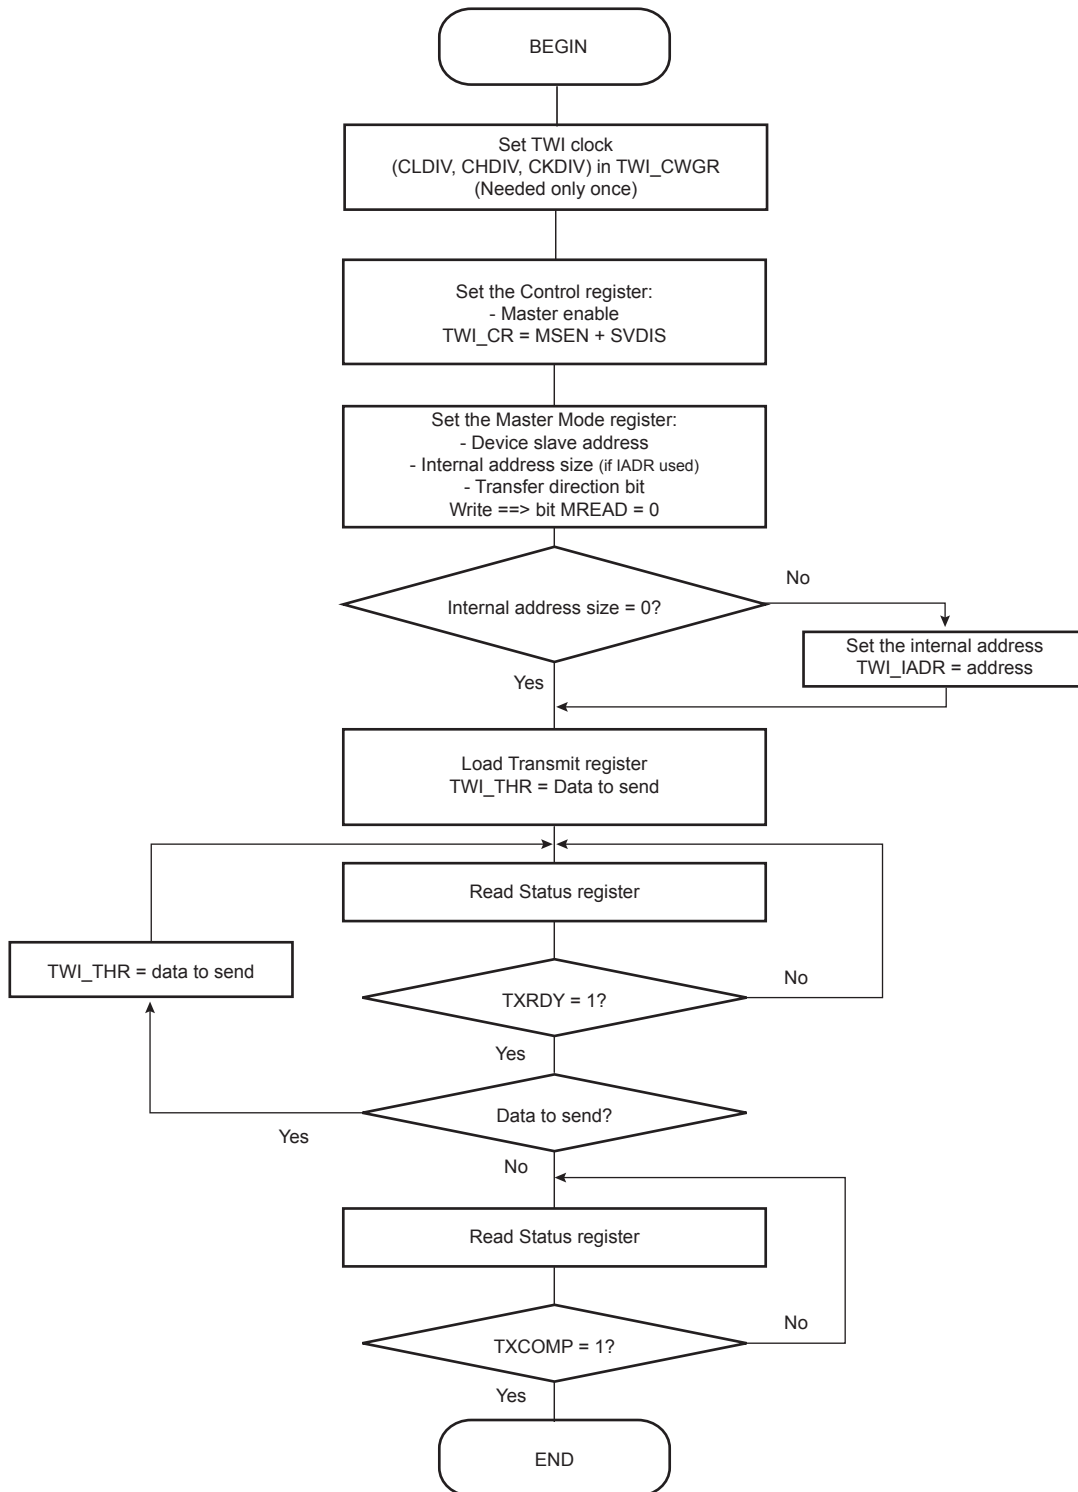 BEGIN
Set TWI clock
(CLDIV, CHDIV, CKDIV) in TWI_CWGR
(Needed only once)
Set the Control register:
- Master enable
TWI_CR = MSEN + SVDIS
Set the Master Mode register:
- Device slave address
- Internal address size (if IADR used)
- Transfer direction bit
Write ==> bit MREAD = 0
No
Internal address size = 0?
Set the internal address
TWI_IADR = address
Yes
Load Transmit register
TWI_THR = Data to send
Read Status register
TWI_THR = data to send
No
TXRDY = 1?
Yes
Data to send?
Yes
No
Read Status register
No
TXCOMP = 1?
Yes
END